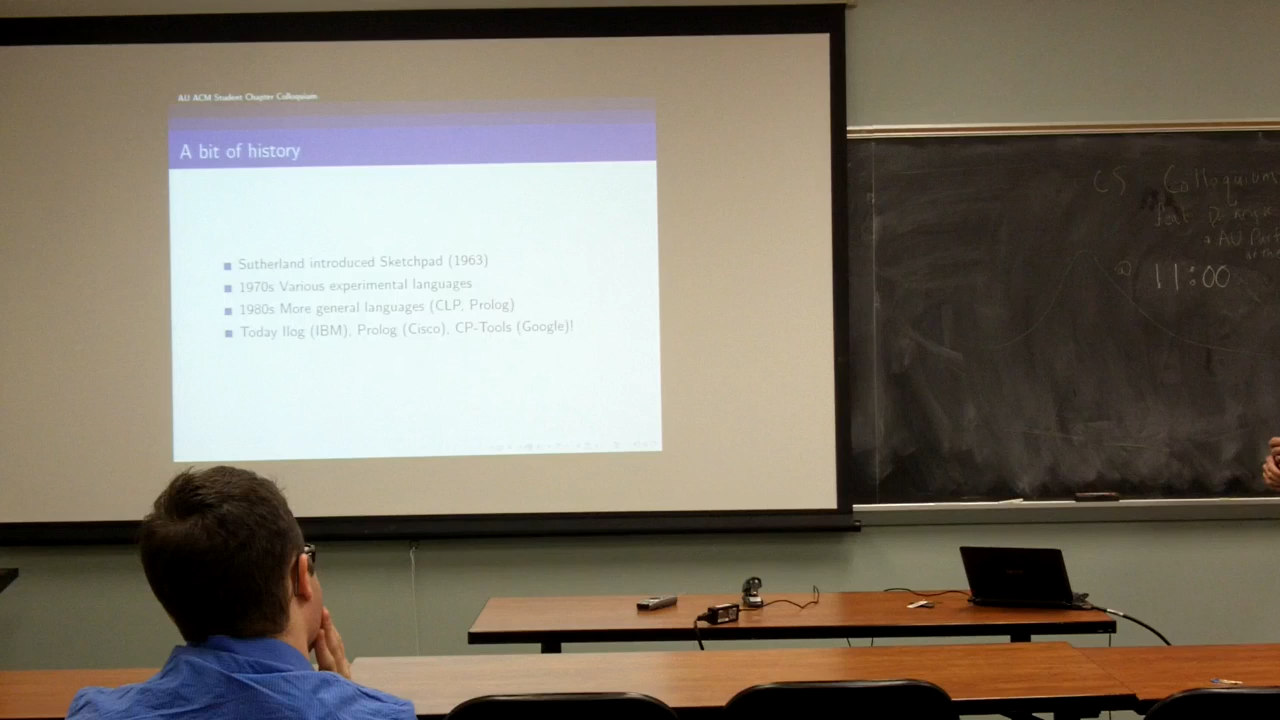 AU ACM Student Chapter Colloquium
A bit of history
Sutherland introduced Sketchpad (1963)
1970s Various experimental languages
1980s More general languages (CLP, Prolog)
Today Ilog (IBM), Prolog (Cisco), CP-Tools (Google)!
CS Colloquium
AU
@ 11:00